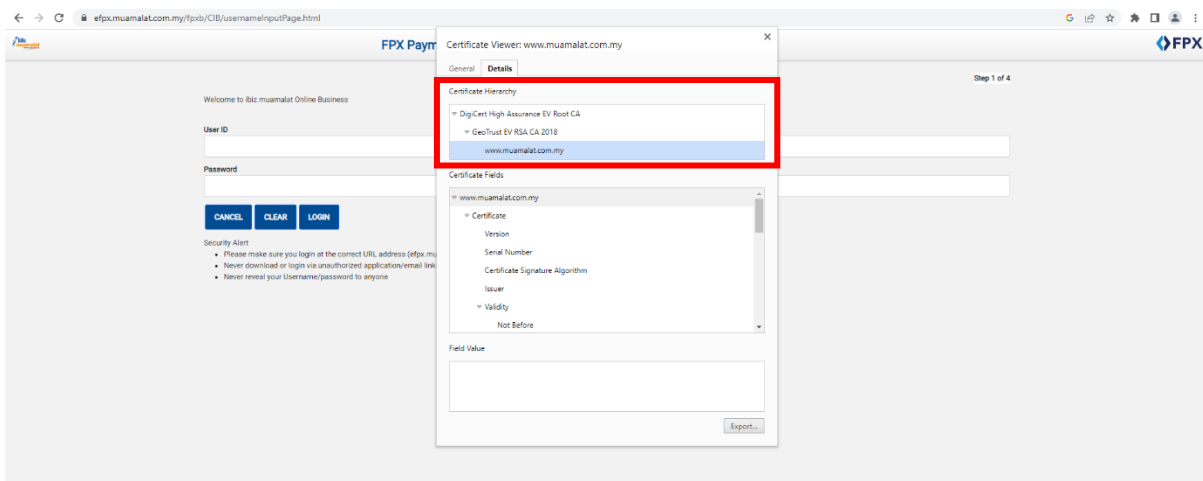 efpx.muamalat.com.my/fpxb/CIB/usernameInputPage.html
FPX Paym
FPX
Step 1 of 4
Welcome to ibiz.muamalat Online Business
User ID
Password
CANCEL CLEAR LOGIN
Security Alert
Please make sure you login at the correct URL address (efpx.mu
Never download or login via unauthorized application/email link
Never reveal your Username/password to anyone
Certificate Viewer: www.muamalat.com.my
General Details
Certificate Hierarchy
DigiCert High Assurance EV Root CA
GeoTrust EV RSA CA 2018
www.muamalat.com.my
Certificate Fields
www.muamalat.com.my
Certificate
Version
Serial Number
Certificate Signature Algorithm
Issuer
Validity
Not Before
Field Value
Export...